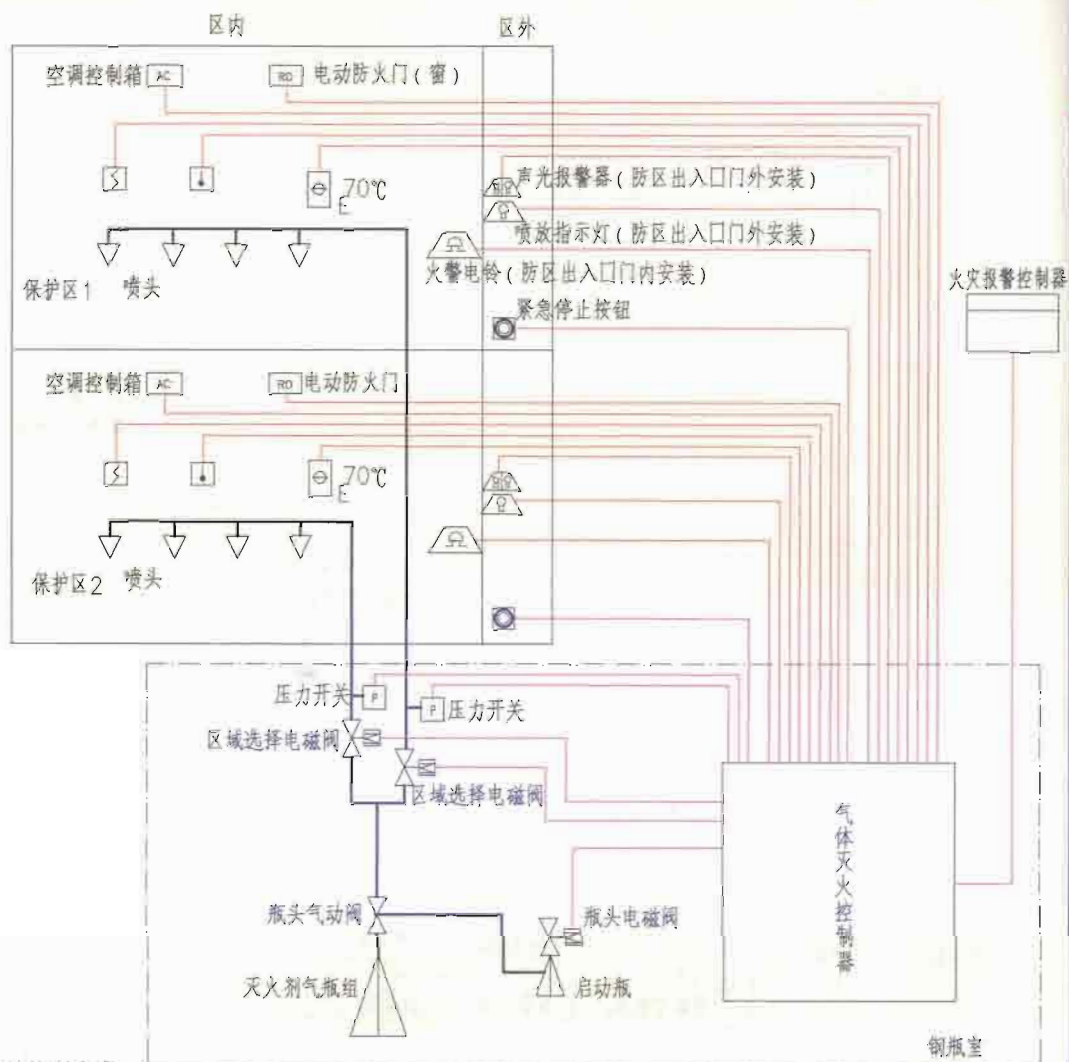 区内
区外
空调控制箱 AC
RD 电动防火门(窗)
70℃
E
声光报警器(防区出入口门外安装)
喷放指示灯(防区出入口门外安装)
火警电铃(防区出入口门内安装)
保护区1 喷头
紧急停止按钮
火灾报警控制器
空调控制箱 AC
RD 电动防火门
70℃
E
保护区2 喷头
压力开关 P
P 压力开关
区域选择电磁阀 M
M
区域选择电磁阀
气体灭火控制器
瓶头气动阀
瓶头电磁阀
M
灭火剂气瓶组
启动瓶
钢瓶室